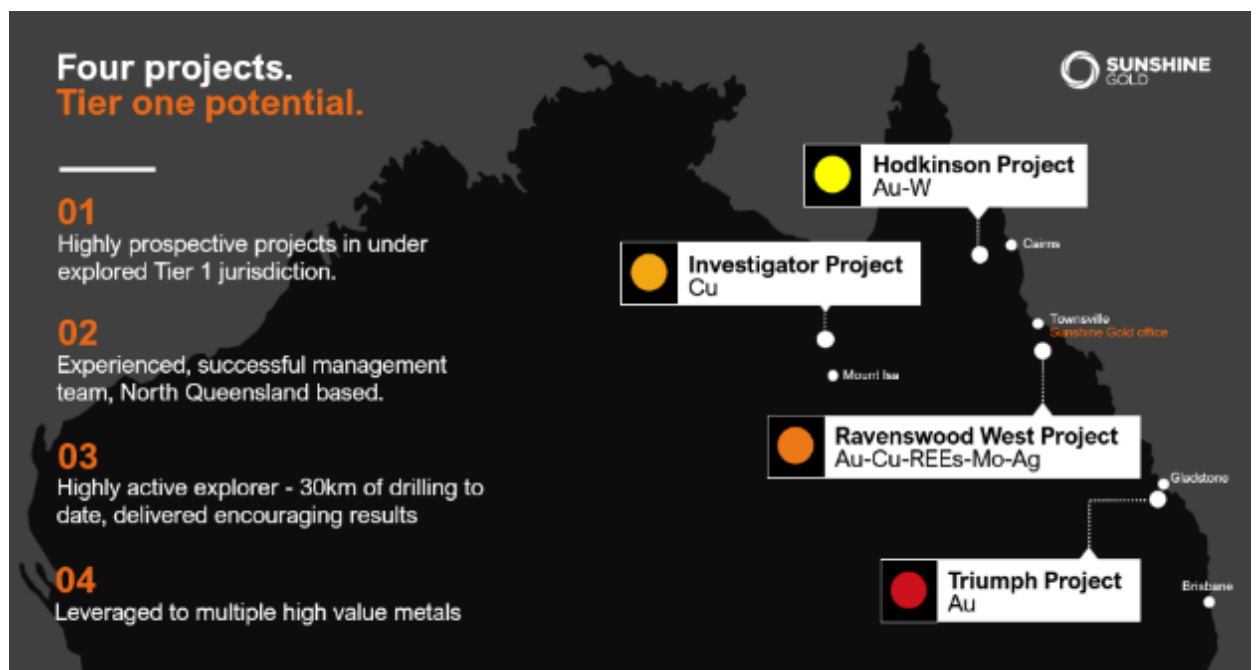 Four projects.
Tier one potential.
SUNSHINE
GOLD
01
Highly prospective projects in under
explored Tier 1 jurisdiction.
02
Experienced, successful management
team, North Queensland based.
03
Highly active explorer - 30km of drilling to
date, delivered encouraging results
04
Leveraged to multiple high value metals
Hodkinson Project
Au-W
Cairns
Investigator Project
Cu
Townsville
Sunshine Gold office
Mount Isa
Ravenswood West Project
Au-Cu-REEs-Mo-Ag
Gladstone
Triumph Project
Au
Brisbane